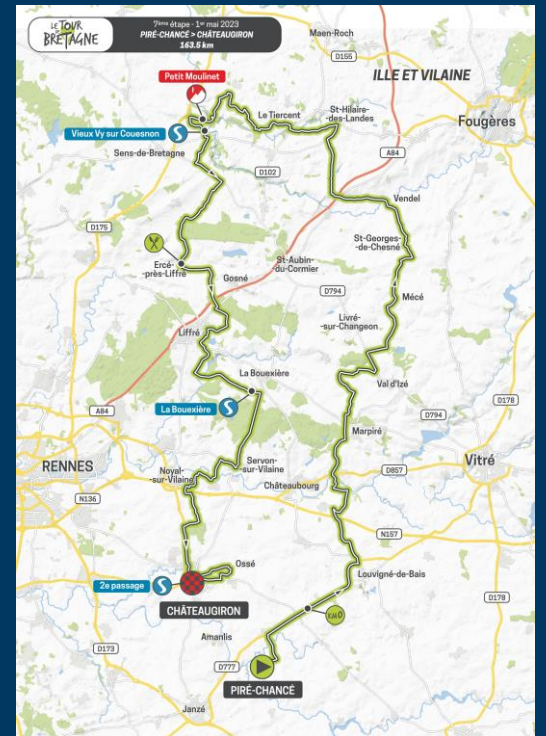 LE TOUR
DE
BRETAGNE
7ème étape - 1er mai 2023
PIRÉ-CHANCÉ > CHÂTEAUGIRON
163.5 km
Maen-Roch
D155
ILLE ET VILAINE
Petit Moulinet
Le Tiercent
St-Hilaire-
-des-Landes
Fougères
Vieux Vy sur Couesnon
S
Sens-de-Bretagne
A84
D102
Vendel
D175
St-Georges-
-de-Chesné
Ercé-
-près-Liffré
Gosné
St-Aubin-
-du-Cormier
D794
Mécé
Livré-
-sur-Changeon
Liffré
La Bouexière
Val d'Izé
La Bouexière
S
D178
A84
D794
Marpiré
RENNES
Vitré
Noyal-
-sur-Vilaine
Servon-
-sur-Vilaine
D857
Châteaubourg
N136
N157
Ossé
2e passage
S
Louvigné-de-Bais
CHÂTEAUGIRON
D178
KM0
Amanlis
D173
D777
PIRÉ-CHANCÉ
Janzé